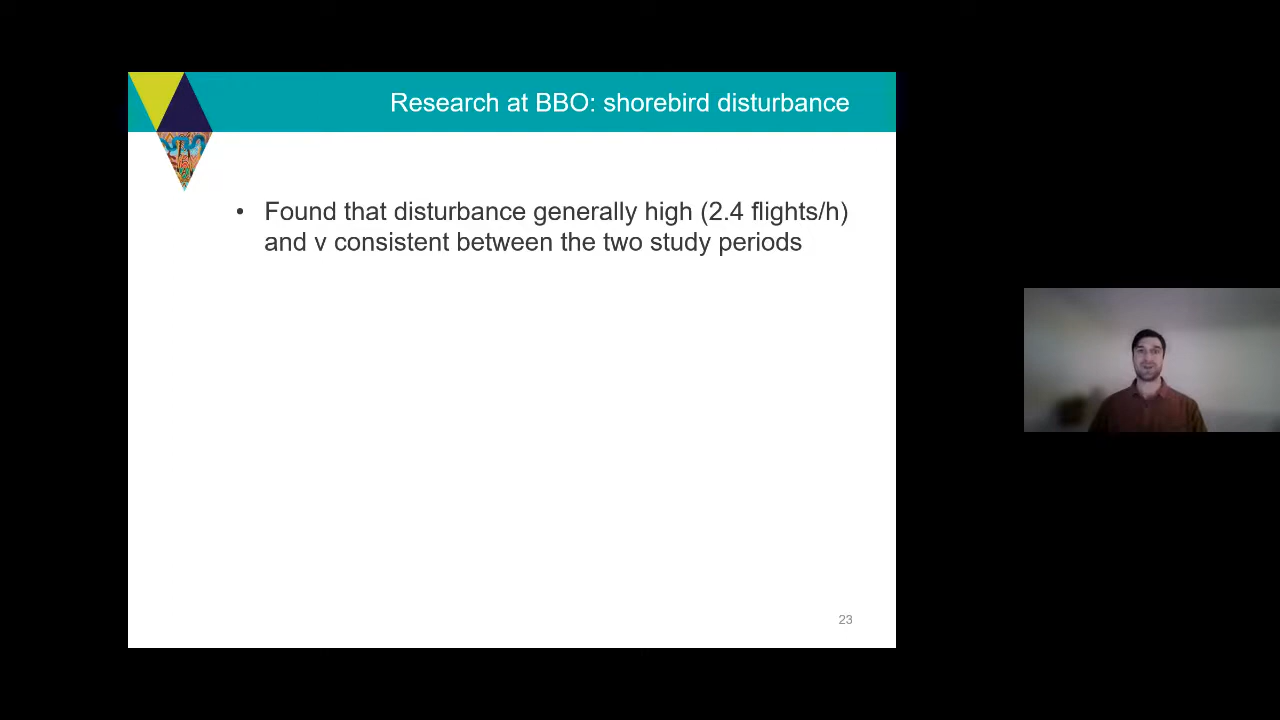 Research at BBO: shorebird disturbance
• Found that disturbance generally high (2.4 flights/h)
and v consistent between the two study periods
23